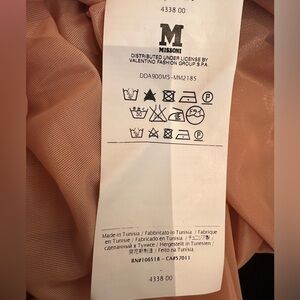 4338 00
M
MISSONI
DISTRIBUTED UNDER LICENSE BY
VALENTINO FASHION GROUP S.P.A.
DDA900M5-MM2185
Made in Tunisia / Fabbricato in Tunisia / Fabriqué
en Tunisie / Fabricado en Tunisia / チュニジア製 /
Сделанный в Тунисе / Hergestellt in Tunesien /
突尼斯制造 / Feito na Tunísia
RN#106518 - CA#57011
4338 00